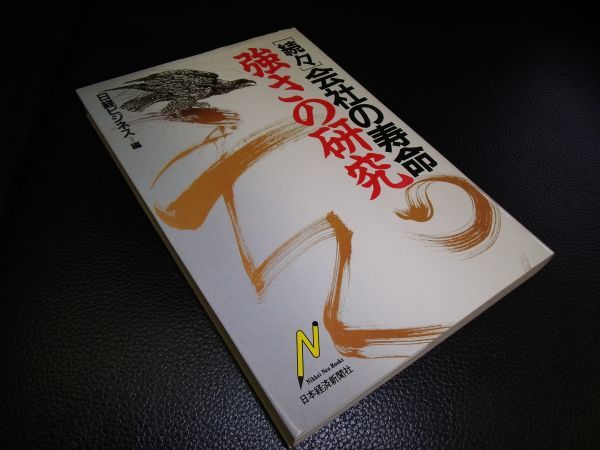 [続々]会社の寿命
強さの研究
日経ビジネス編
N
Nikkei Neo Books
日本経済新聞社